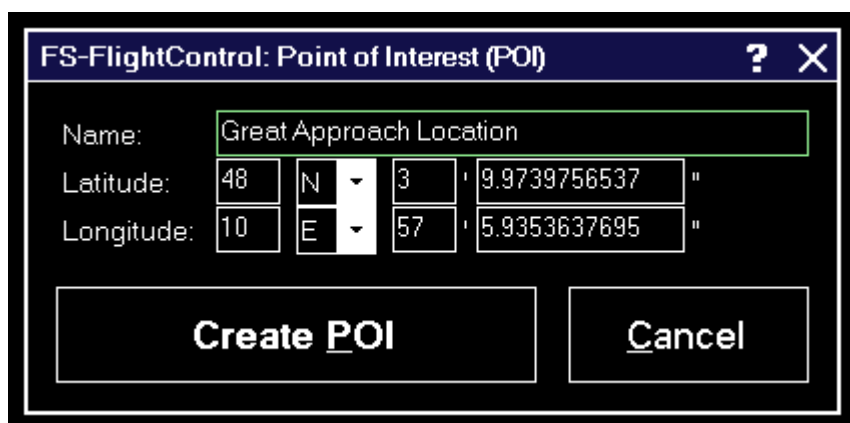 FS-FlightControl: Point of Interest (POI) ? X
Name: Great Approach Location
Latitude: 48 N 3 ' 9.9739756537 "
Longitude: 10 E 57 ' 5.9353637695 "
Create POI Cancel